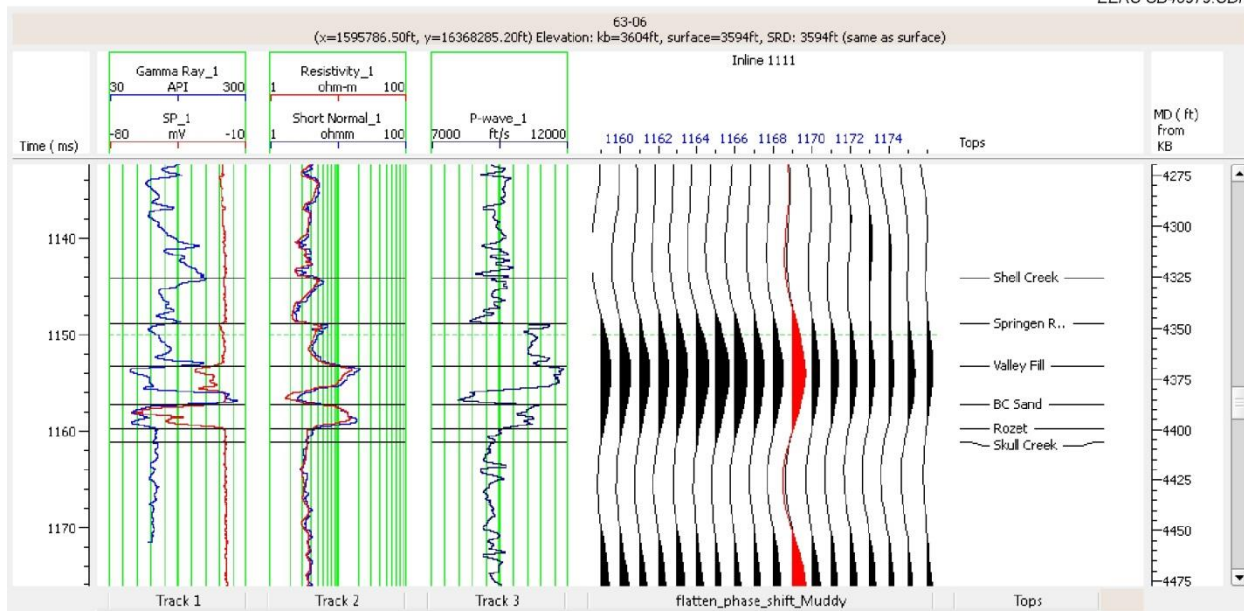 63-06
(x=1595786.50ft, y=16368285.20ft) Elevation: kb=3604ft, surface=3594ft, SRD: 3594ft (same as surface)
Inline 1111
Gamma Ray_1
30 API 300
Resistivity_1
1 ohm-m 100
SP_1
-80 mV -10
Short Normal_1
1 ohmm 100
P-wave_1
7000 ft/s 12000
Time ( ms)
1160 1162 1164 1166 1168 1170 1172 1174
Tops
MD ( ft)
from
KB
4275
1140
4300
Shell Creek
4325
Springen R..
4350
1150
Valley Fill
4375
BC Sand
Rozet
4400
1160
Skull Creek
4425
4450
1170
4475
Track 1 Track 2 Track 3 flatten_phase_shift_Muddy Tops